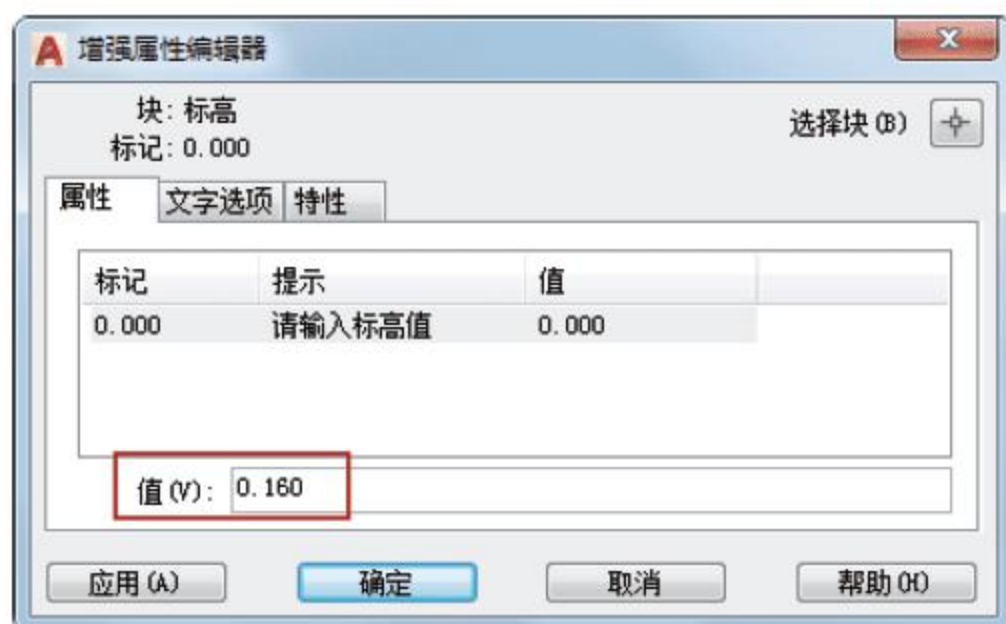 增强属性编辑器
块: 标高
选择块(B)
标记: 0.000
属性 文字选项 特性
标记 提示 值
0.000 请输入标高值 0.000
值(V): 0.160
应用(A) 确定 取消 帮助(H)